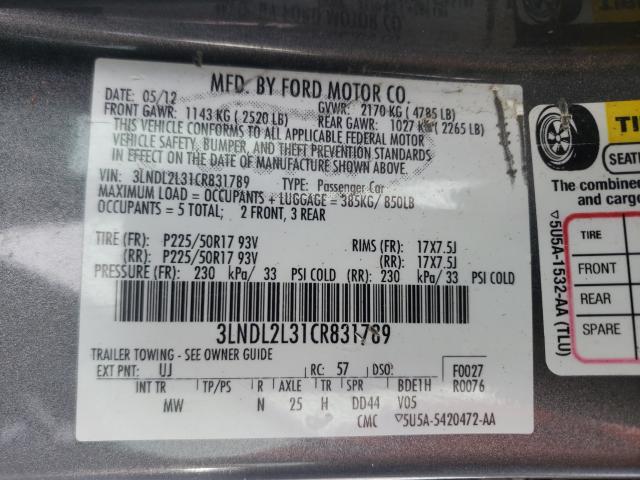 MFD. BY FORD MOTOR CO.
DATE: 05/12 GVWR: 2170 KG ( 4785 LB)
FRONT GAWR: 1143 KG ( 2520 LB) REAR GAWR: 1027 KG ( 2265 LB)
THIS VEHICLE CONFORMS TO ALL APPLICABLE FEDERAL MOTOR
VEHICLE SAFETY, BUMPER, AND THEFT PREVENTION STANDARDS
IN EFFECT ON THE DATE OF MANUFACTURE SHOWN ABOVE.
VIN: 3LNDL2L31CR831789 TYPE: Passenger Car
MAXIMUM LOAD = OCCUPANTS + LUGGAGE = 385KG/ 850LB
OCCUPANTS = 5 TOTAL; 2 FRONT, 3 REAR
TIRE (FR): P225/50R17 93V RIMS (FR): 17X7.5J
(RR): P225/50R17 93V (RR): 17X7.5J
PRESSURE (FR): 230 kPa/ 33 PSI COLD (RR): 230 kPa/ 33 PSI COLD
3LNDL2L31CR831789
TRAILER TOWING - SEE OWNER GUIDE
EXT PNT: UJ RC: 57 DSO: F0027
INT TR TP/PS R AXLE TR SPR BDE1H R0076
MW N 25 H DD44 V05
CMC ▽5U5A-5420472-AA
TI
SEATI
The combined
and cargo
TIRE
FRONT
REAR
SPARE
▽5U5A-1532-AA (TLU)